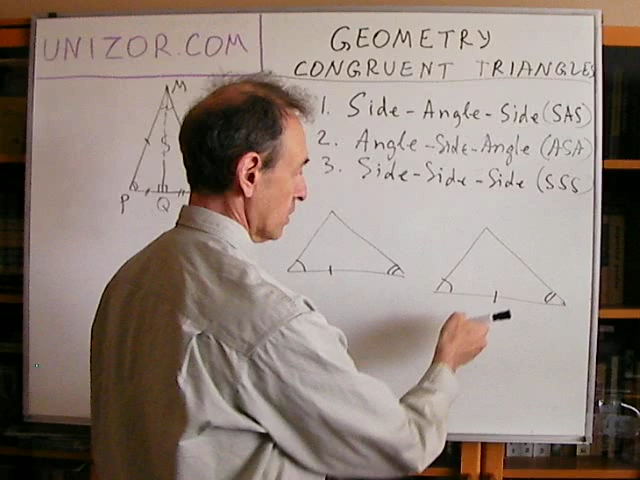 UNIZOR.COM
GEOMETRY
CONGRUENT TRIANGLES
1. Side-Angle-Side (SAS)
2. Angle-Side-Angle (ASA)
3. Side-Side-Side (SSS)
M
S
P Q